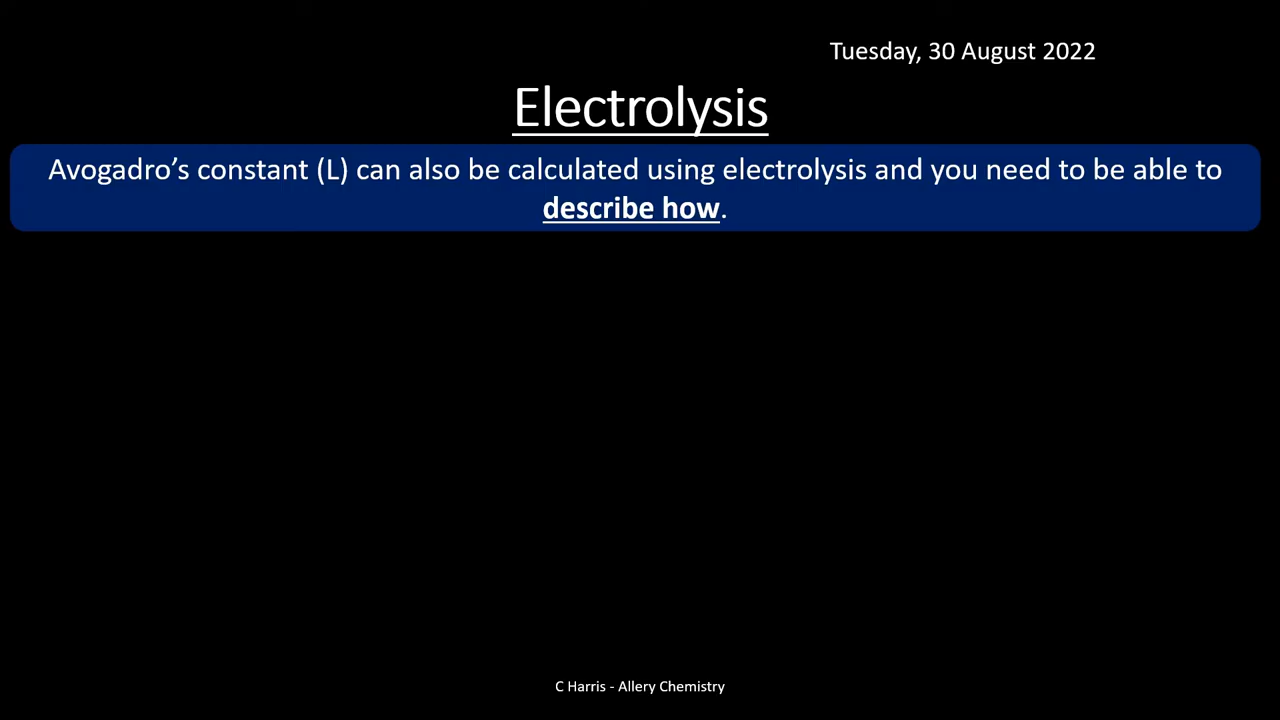 Tuesday, 30 August 2022
Electrolysis
Avogadro’s constant (L) can also be calculated using electrolysis and you need to be able to
describe how.
C Harris - Allery Chemistry